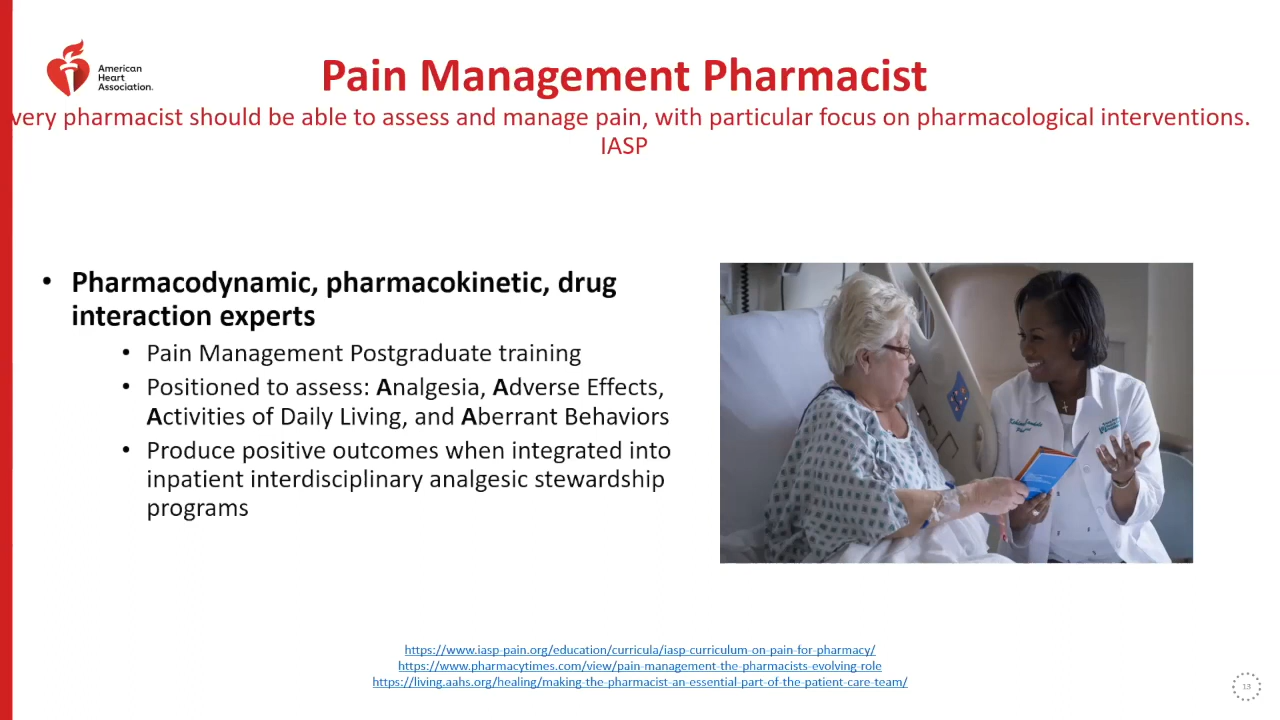 American
Heart
Association.
Pain Management Pharmacist
very pharmacist should be able to assess and manage pain, with particular focus on pharmacological interventions.
IASP
• Pharmacodynamic, pharmacokinetic, drug
interaction experts
• Pain Management Postgraduate training
• Positioned to assess: Analgesia, Adverse Effects,
Activities of Daily Living, and Aberrant Behaviors
• Produce positive outcomes when integrated into
inpatient interdisciplinary analgesic stewardship
programs
https://www.iasp-pain.org/education/curricula/iasp-curriculum-on-pain-for-pharmacy/
https://www.pharmacytimes.com/view/pain-management-the-pharmacists-evolving-role
https://living.aahs.org/healing/making-the-pharmacist-an-essential-part-of-the-patient-care-team/
13